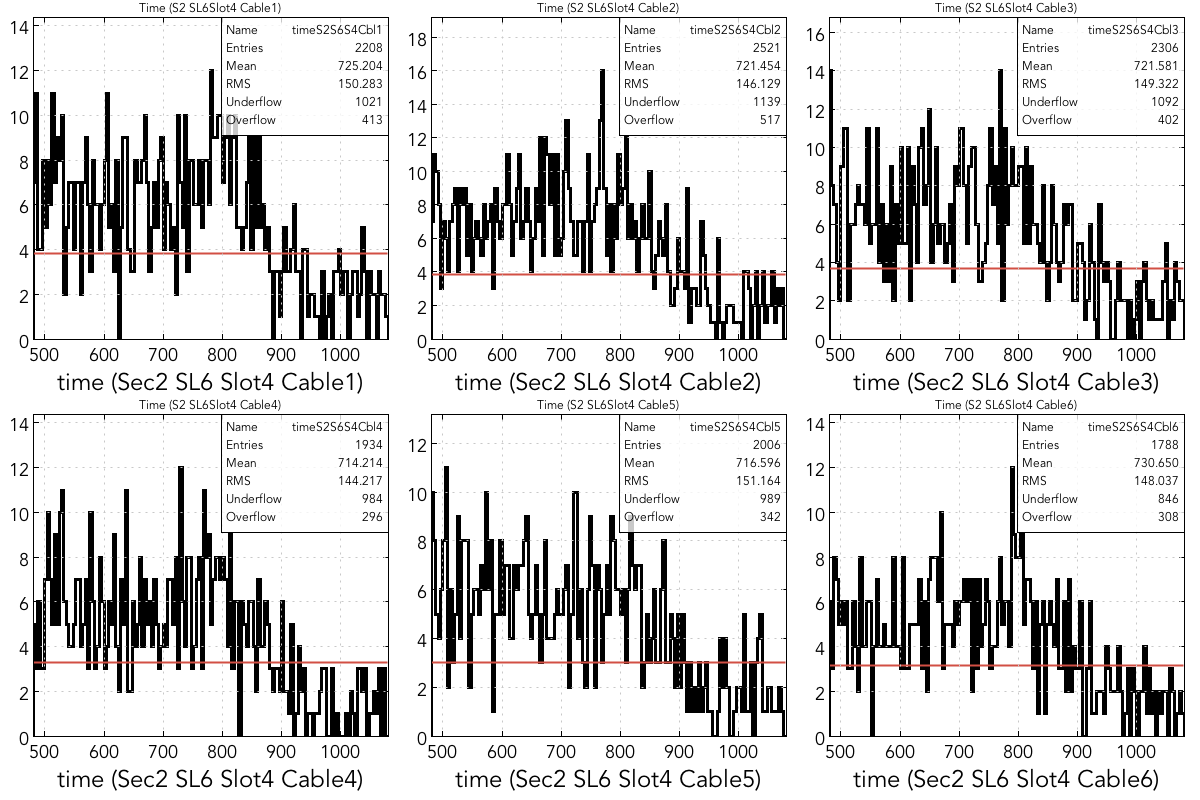 Time (S2 SL6Slot4 Cable1)
Name timeS2S6S4Cbl1
Entries 2208
Mean 725.204
RMS 150.283
Underflow 1021
Overflow 413
14
12
10
8
6
4
2
0
500 600 700 800 900 1000
time (Sec2 SL6 Slot4 Cable1)
Time (S2 SL6Slot4 Cable2)
Name timeS2S6S4Cbl2
Entries 2521
Mean 721.454
RMS 146.129
Underflow 1139
Overflow 517
18
16
14
12
10
8
6
4
2
0
500 600 700 800 900 1000
time (Sec2 SL6 Slot4 Cable2)
Time (S2 SL6Slot4 Cable3)
Name timeS2S6S4Cbl3
Entries 2306
Mean 721.581
RMS 149.322
Underflow 1092
Overflow 402
16
14
12
10
8
6
4
2
0
500 600 700 800 900 1000
time (Sec2 SL6 Slot4 Cable3)
Time (S2 SL6Slot4 Cable4)
Name timeS2S6S4Cbl4
Entries 1934
Mean 714.214
RMS 144.217
Underflow 984
Overflow 296
14
12
10
8
6
4
2
0
500 600 700 800 900 1000
time (Sec2 SL6 Slot4 Cable4)
Time (S2 SL6Slot4 Cable5)
Name timeS2S6S4Cbl5
Entries 2006
Mean 716.596
RMS 151.164
Underflow 989
Overflow 342
12
10
8
6
4
2
0
500 600 700 800 900 1000
time (Sec2 SL6 Slot4 Cable5)
Time (S2 SL6Slot4 Cable6)
Name timeS2S6S4Cbl6
Entries 1788
Mean 730.650
RMS 148.037
Underflow 846
Overflow 308
14
12
10
8
6
4
2
0
500 600 700 800 900 1000
time (Sec2 SL6 Slot4 Cable6)